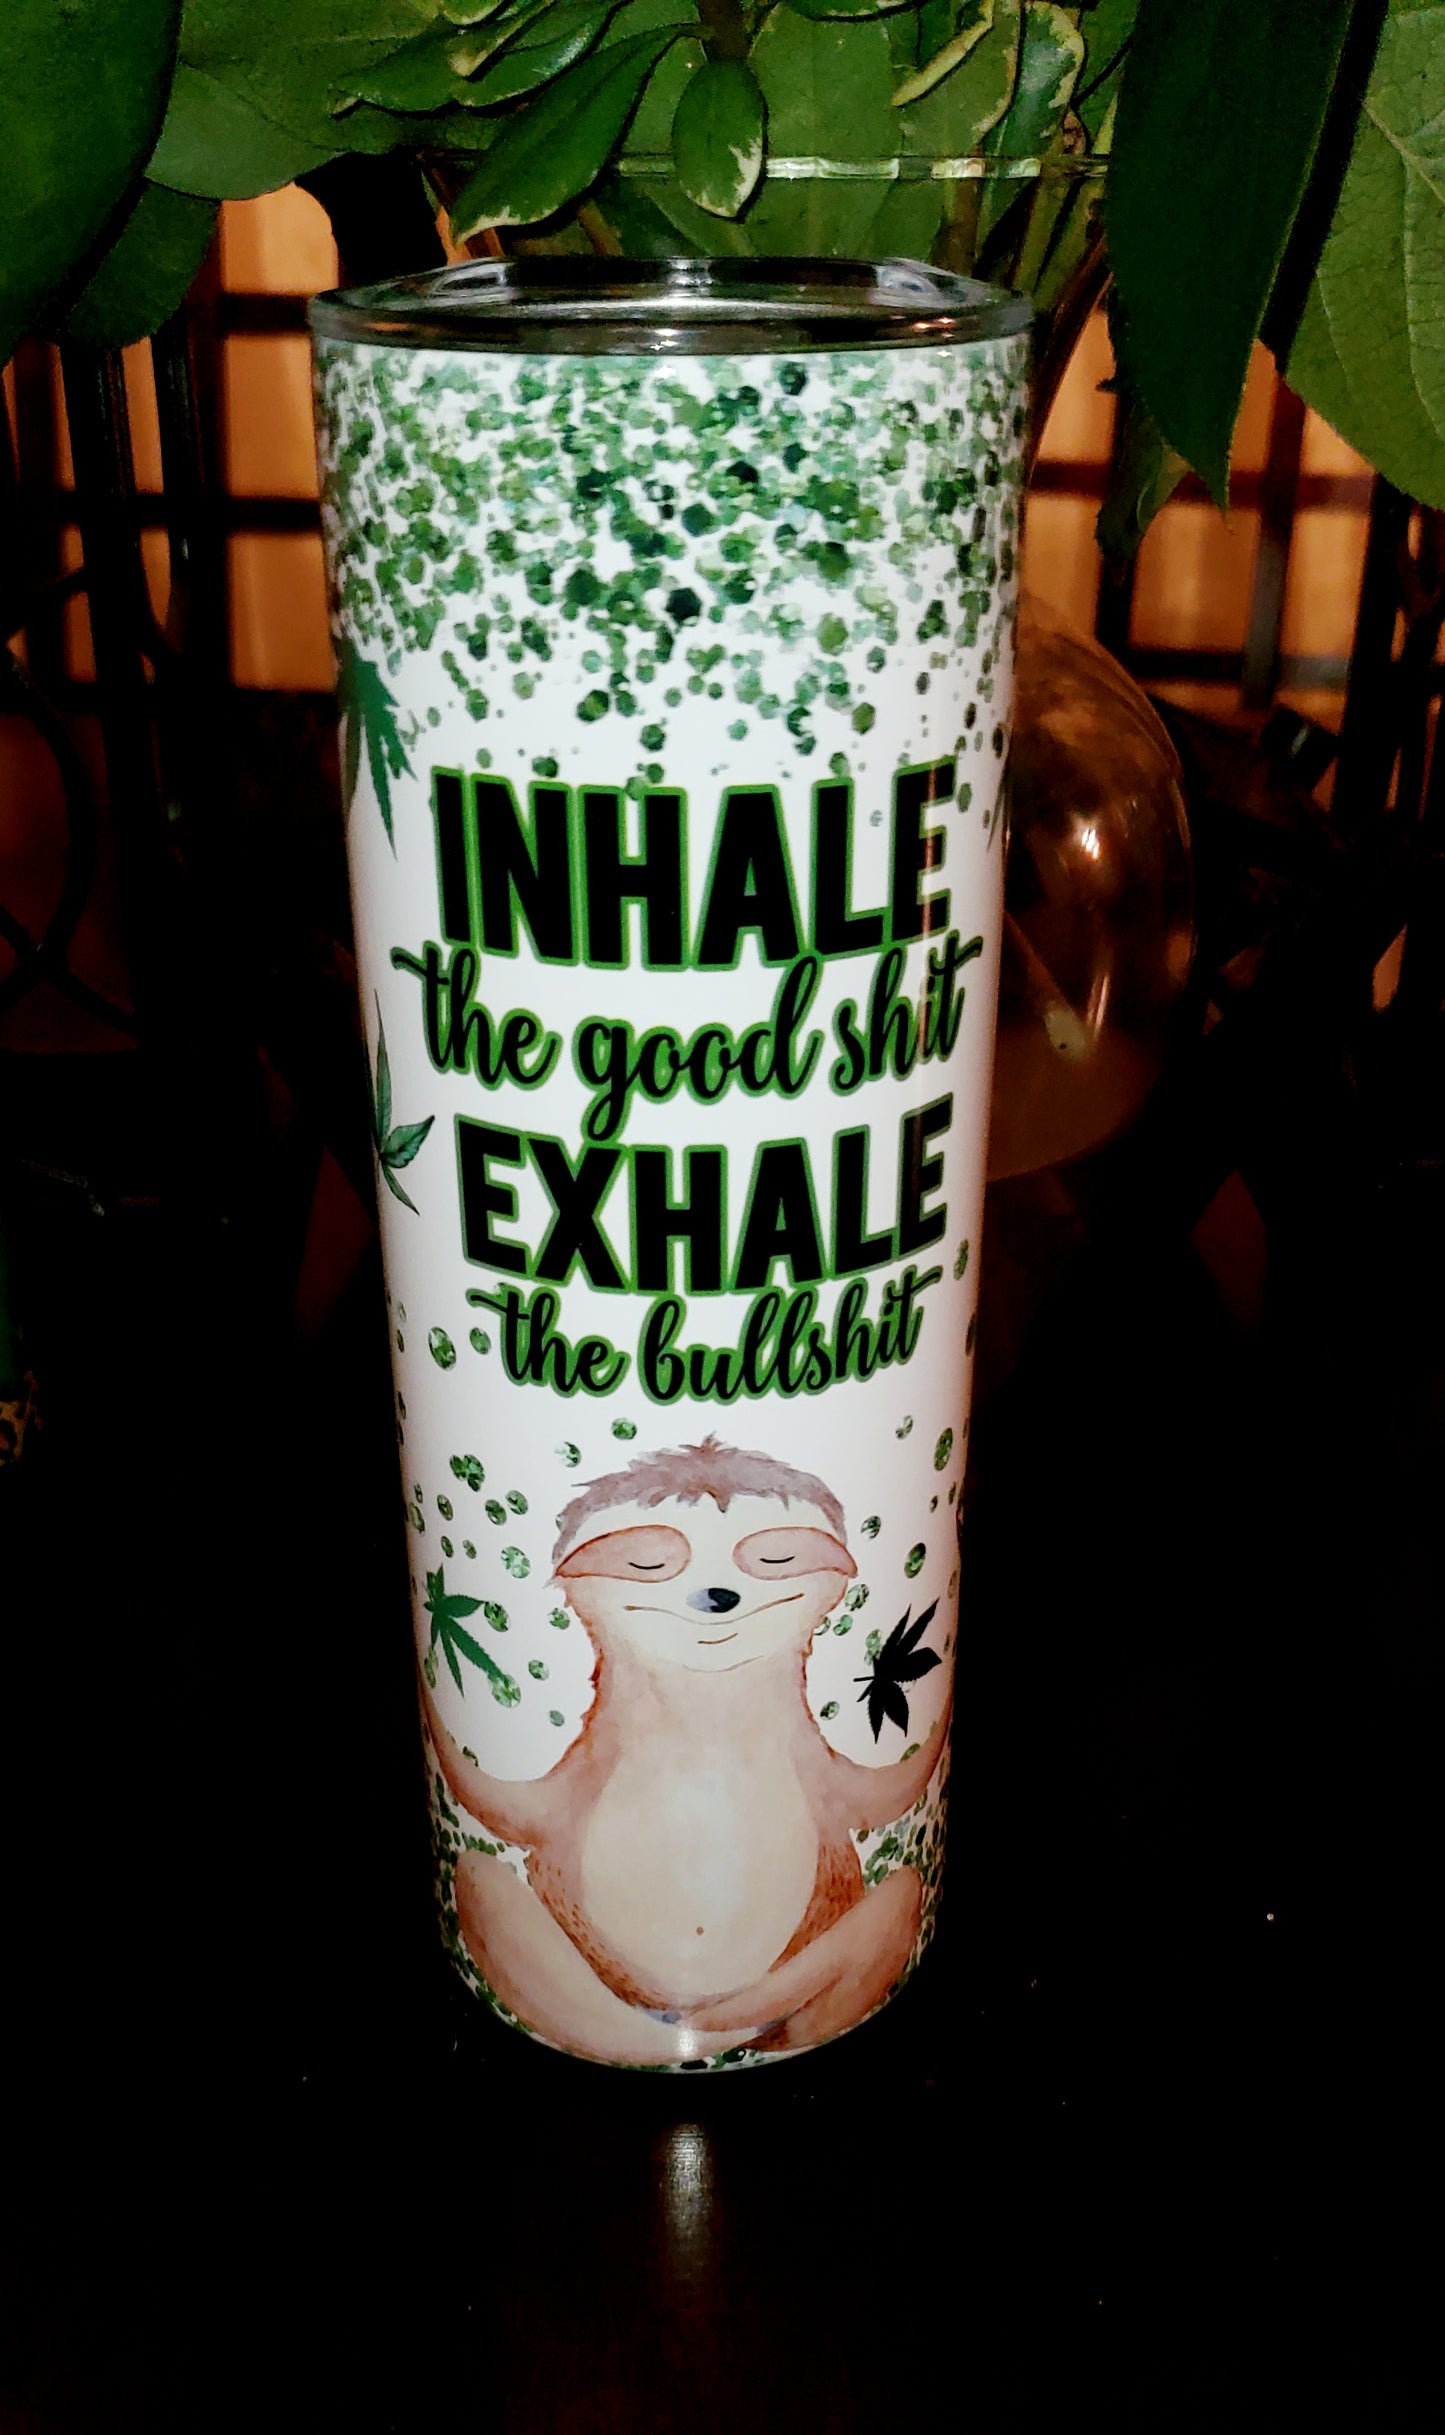 INHALE
the good shit
EXHALE
the bullshit